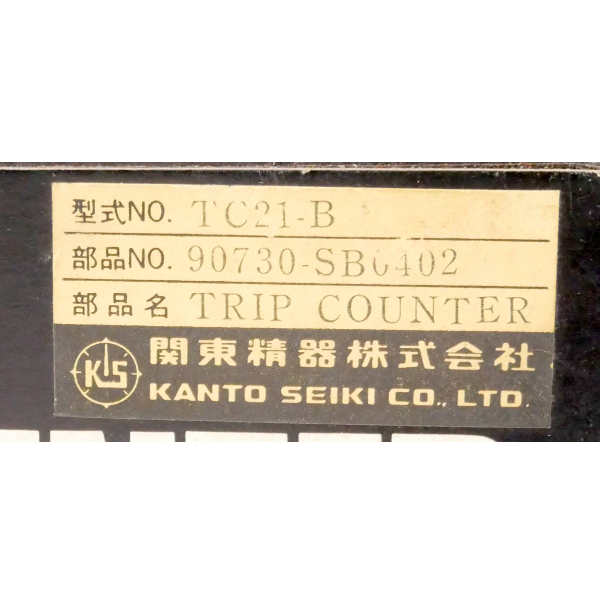 型式NO. TC21-B
部品NO. 90730-SB0402
部品名 TRIP COUNTER
KS 関東精器株式会社
KANTO SEIKI CO., LTD.